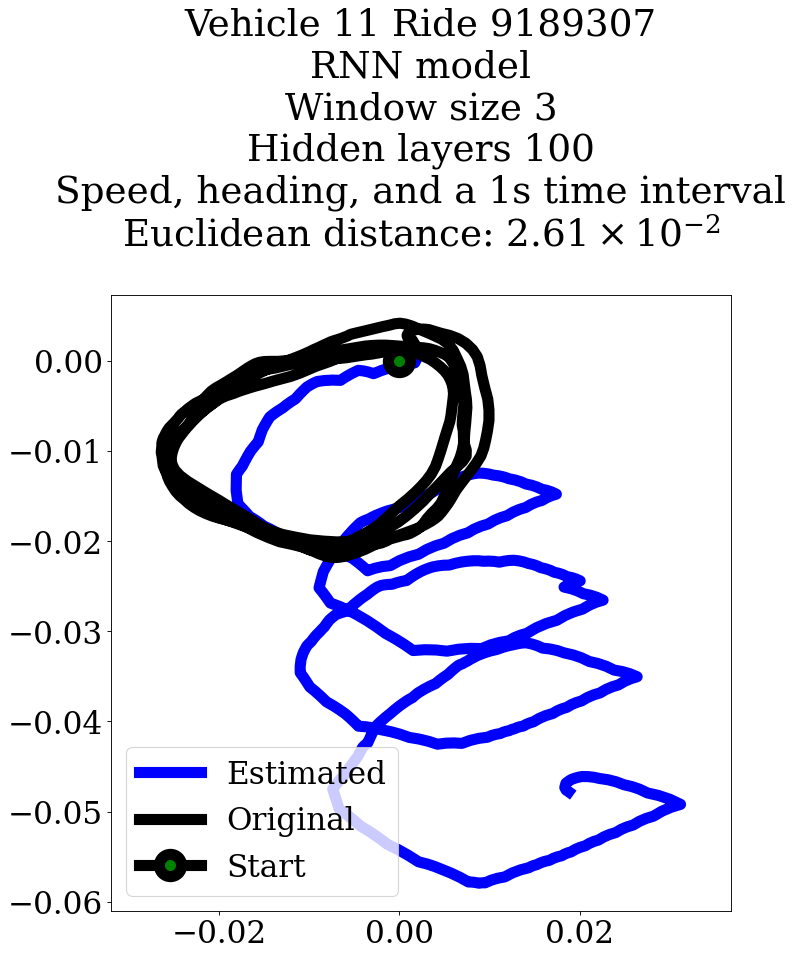 Vehicle 11 Ride 9189307
RNN model
Window size 3
Hidden layers 100
Speed, heading, and a 1s time interval
Euclidean distance: 2.61 × 10⁻²
0.00
−0.01
−0.02
−0.03
−0.04
−0.05
−0.06
Estimated
Original
Start
−0.02 0.00 0.02